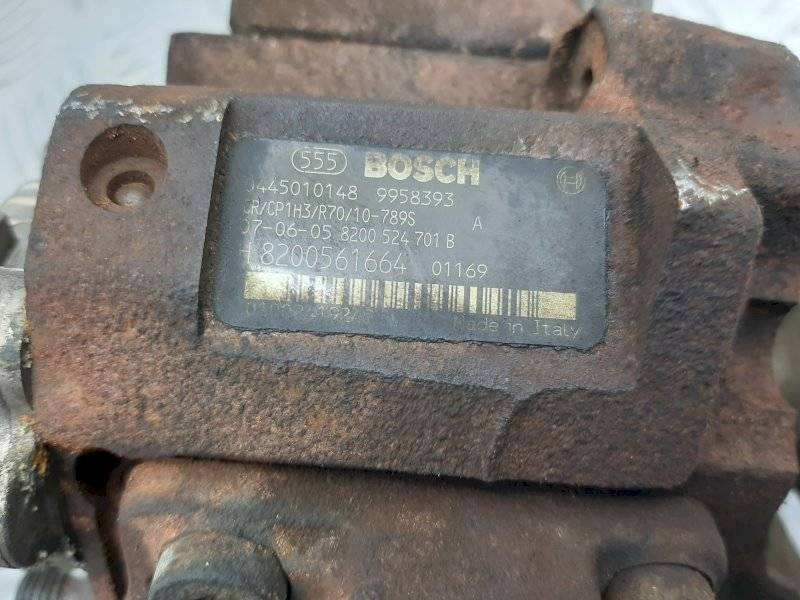 555 BOSCH
0445010148 9958393
CR/CP1H3/R70/10-789S A
07-06-05 8200 524 701 B
H8200561664 01169
Made in Italy